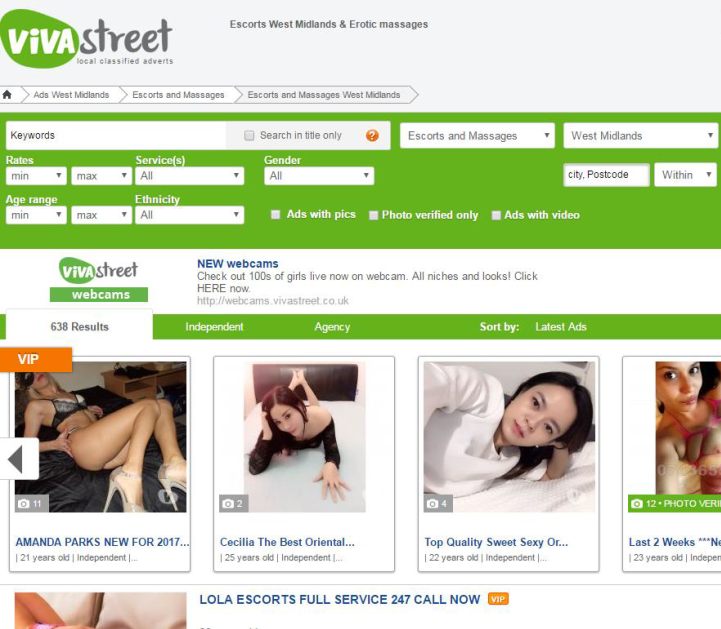 VIVAstreet
local classified adverts
Escorts West Midlands & Erotic massages
Ads West Midlands
Escorts and Massages
Escorts and Massages West Midlands
Keywords
Search in title only
?
Escorts and Massages
West Midlands
Rates
Service(s)
Gender
min
max
All
All
city, Postcode
Within
Age range
Ethnicity
min
max
All
Ads with pics
Photo verified only
Ads with video
VIVAstreet
webcams
NEW webcams
Check out 100s of girls live now on webcam. All niches and looks! Click
HERE now.
http://webcams.vivastreet.co.uk
638 Results
Independent
Agency
Sort by:
Latest Ads
VIP
11
2
4
12 • PHOTO VERI
AMANDA PARKS NEW FOR 2017...
| 21 years old | Independent |...
Cecilia The Best Oriental...
| 25 years old | Independent |...
Top Quality Sweet Sexy Or...
| 22 years old | Independent |...
Last 2 Weeks ***Ne
| 23 years old | Indepen
LOLA ESCORTS FULL SERVICE 247 CALL NOW VIP